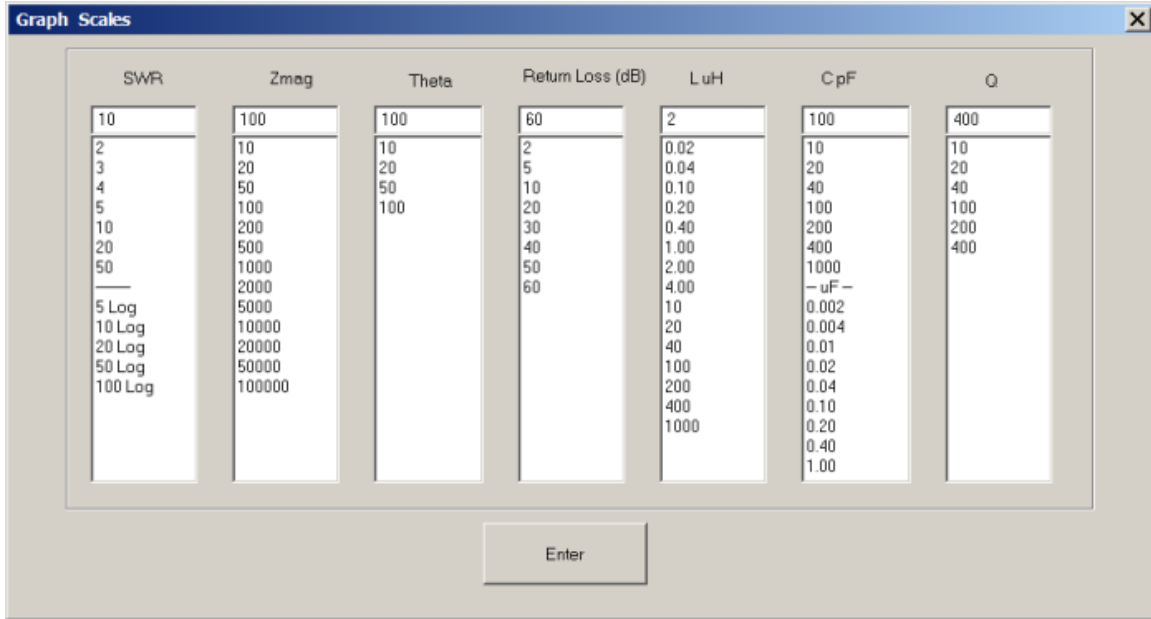 Graph Scales
SWR Zmag Theta Return Loss (dB) L uH C pF Q
10 100 100 60 2 100 400
2 10 10 2 0.02 10 10
3 20 20 5 0.04 20 20
4 50 50 10 0.10 40 40
5 100 100 20 0.20 100 100
10 200 30 0.40 200 200
20 500 40 1.00 400 400
50 1000 50 2.00 1000
—— 2000 60 4.00 – uF –
5 Log 5000 10 0.002
10 Log 10000 20 0.004
20 Log 20000 40 0.01
50 Log 50000 100 0.02
100 Log 100000 200 0.04
400 0.10
1000 0.20
0.40
1.00
Enter